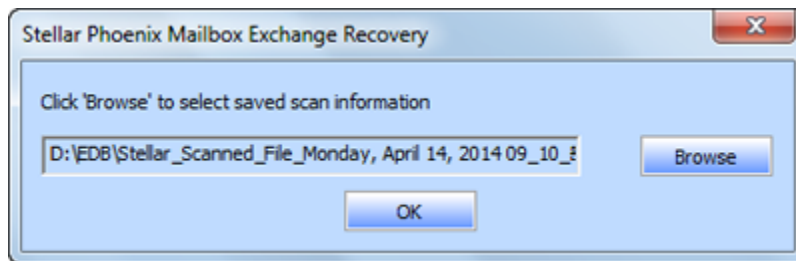 Stellar Phoenix Mailbox Exchange Recovery
Click 'Browse' to select saved scan information
D:\EDB\Stellar_Scanned_File_Monday, April 14, 2014 09_10_
Browse
OK